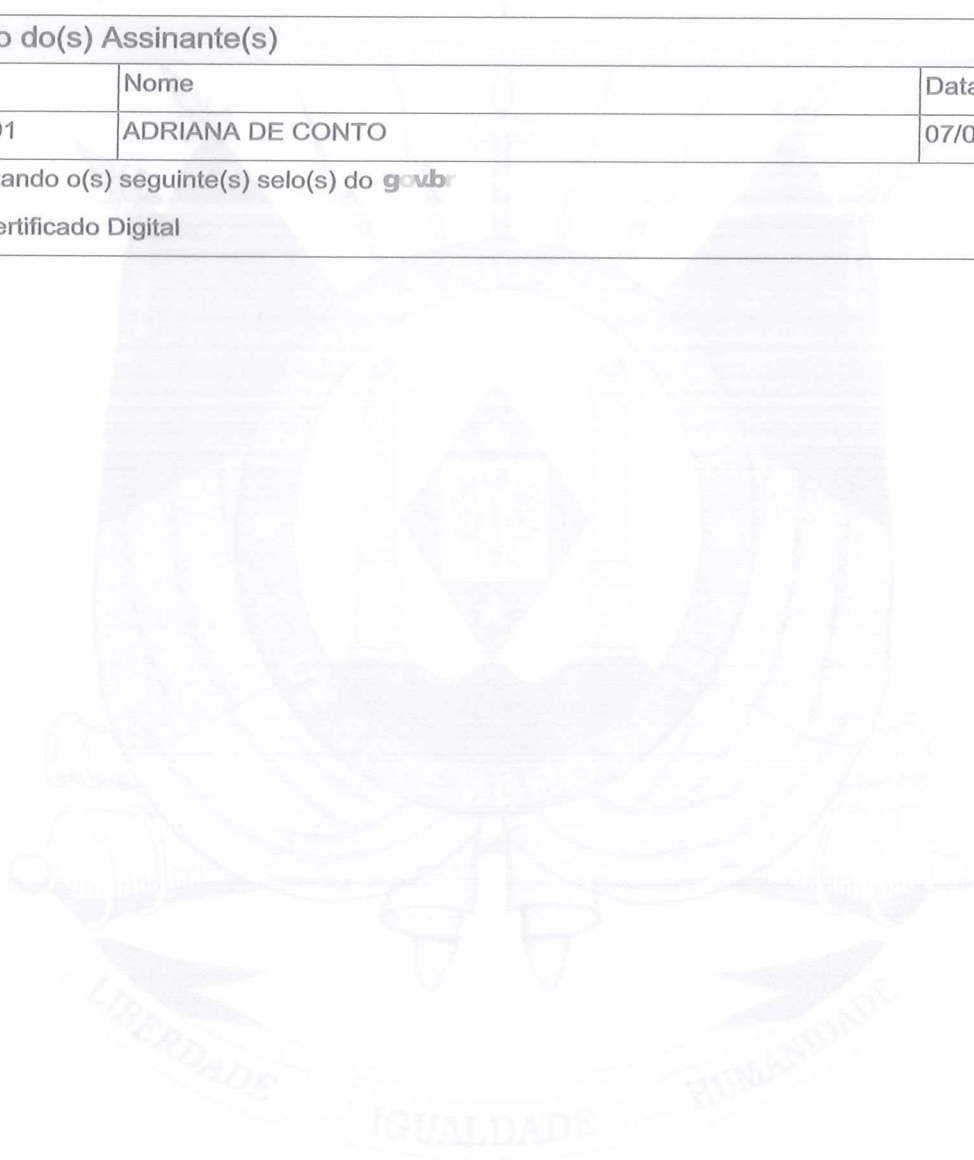 o do(s) Assinante(s)
Nome Data
01 ADRIANA DE CONTO 07/0
ando o(s) seguinte(s) selo(s) do gov.br
ertificado Digital
LIBERDADE IGUALDADE HUMANIDADE